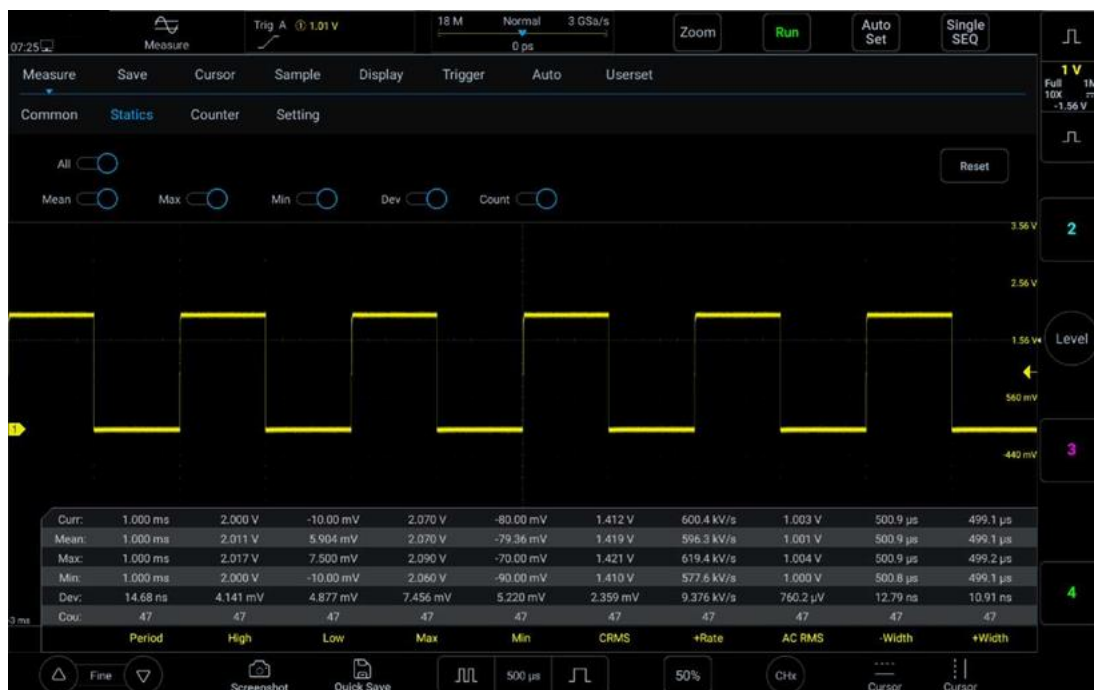 07:25
Measure
Trig A ① 1.01 V
18 M Normal 3 GSa/s
0 ps
Zoom
Run
Auto
Set
Single
SEQ
Measure Save Cursor Sample Display Trigger Auto Userset
Common Statics Counter Setting
All
Reset
Mean Max Min Dev Count
1 V
Full 1M
10X
-1.56 V
3.56 V
2
2.56 V
1.56 V
Level
560 mV
1
-440 mV
3
Curr: 1.000 ms 2.000 V -10.00 mV 2.070 V -80.00 mV 1.412 V 600.4 kV/s 1.003 V 500.9 µs 499.1 µs
Mean: 1.000 ms 2.011 V 5.904 mV 2.070 V -79.36 mV 1.419 V 596.3 kV/s 1.001 V 500.9 µs 499.1 µs
Max: 1.000 ms 2.017 V 7.500 mV 2.090 V -70.00 mV 1.421 V 619.4 kV/s 1.004 V 500.9 µs 499.2 µs
Min: 1.000 ms 2.000 V -10.00 mV 2.060 V -90.00 mV 1.410 V 577.6 kV/s 1.000 V 500.8 µs 499.1 µs
Dev: 14.68 ns 4.141 mV 4.877 mV 7.456 mV 5.220 mV 2.359 mV 9.376 kV/s 760.2 µV 12.79 ns 10.91 ns
4
-3 ms
Cou: 47 47 47 47 47 47 47 47 47 47
Period High Low Max Min CRMS +Rate AC RMS -Width +Width
Fine
Screenshot
Quick Save
500 µs
50%
CHx
Cursor
Cursor